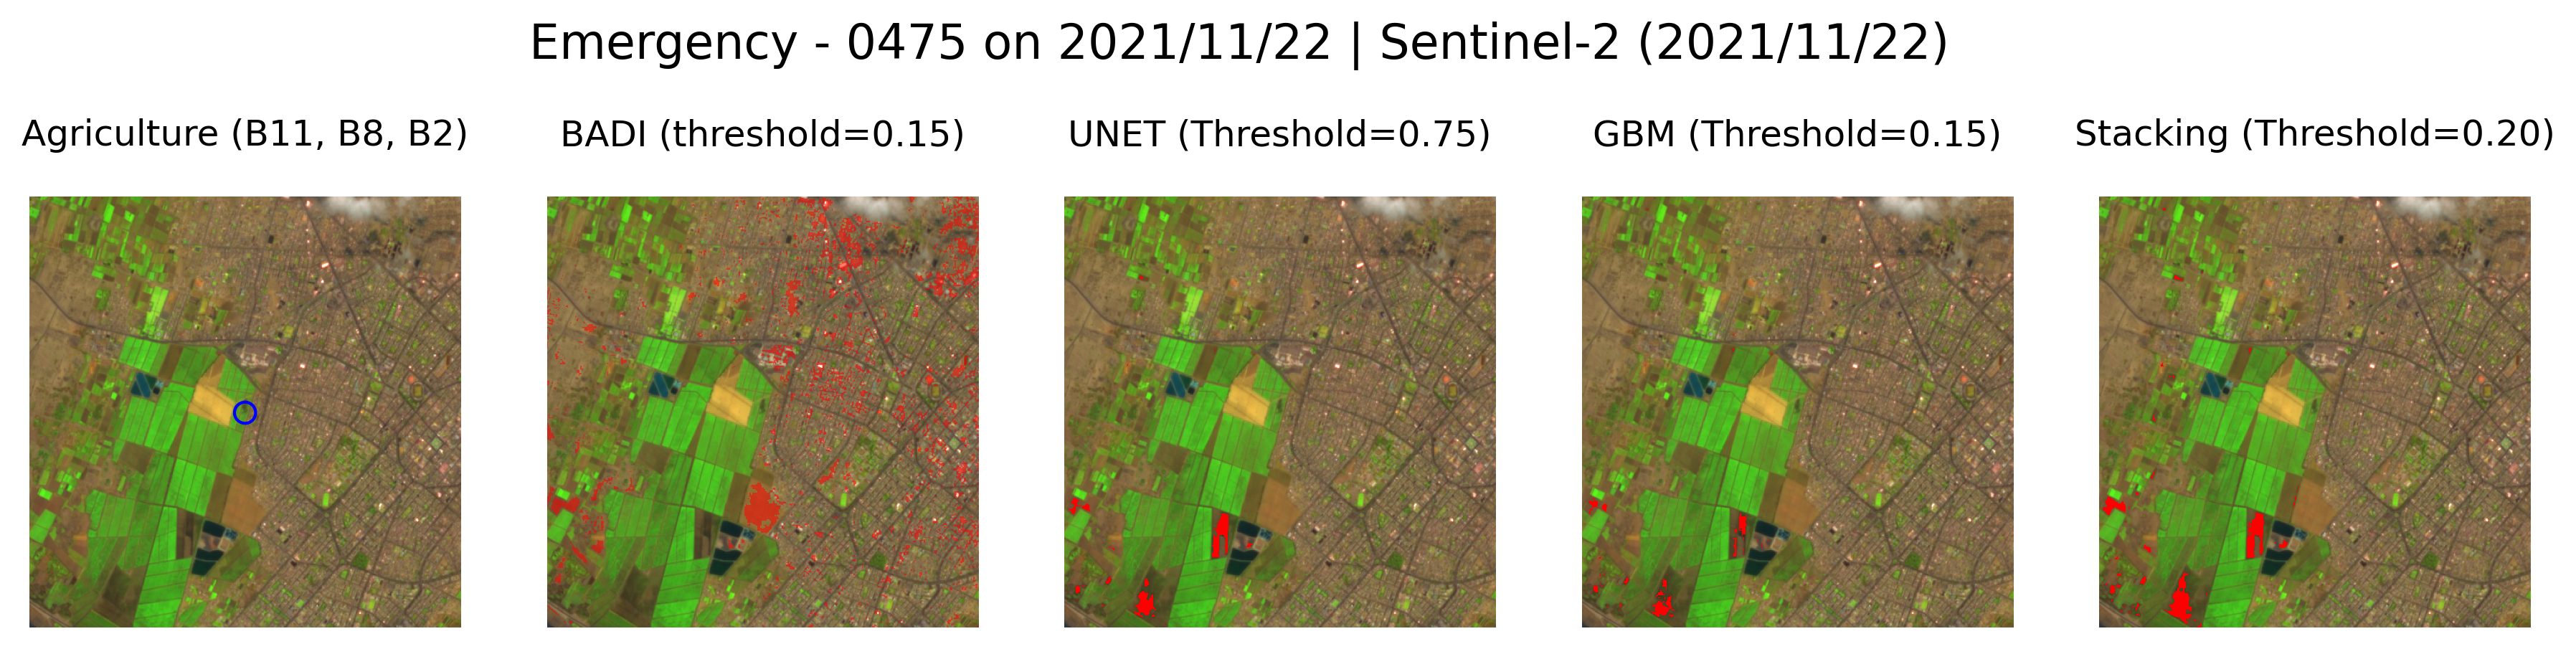 Emergency - 0475 on 2021/11/22 | Sentinel-2 (2021/11/22)
Agriculture (B11, B8, B2)
BADI (threshold=0.15)
UNET (Threshold=0.75)
GBM (Threshold=0.15)
Stacking (Threshold=0.20)